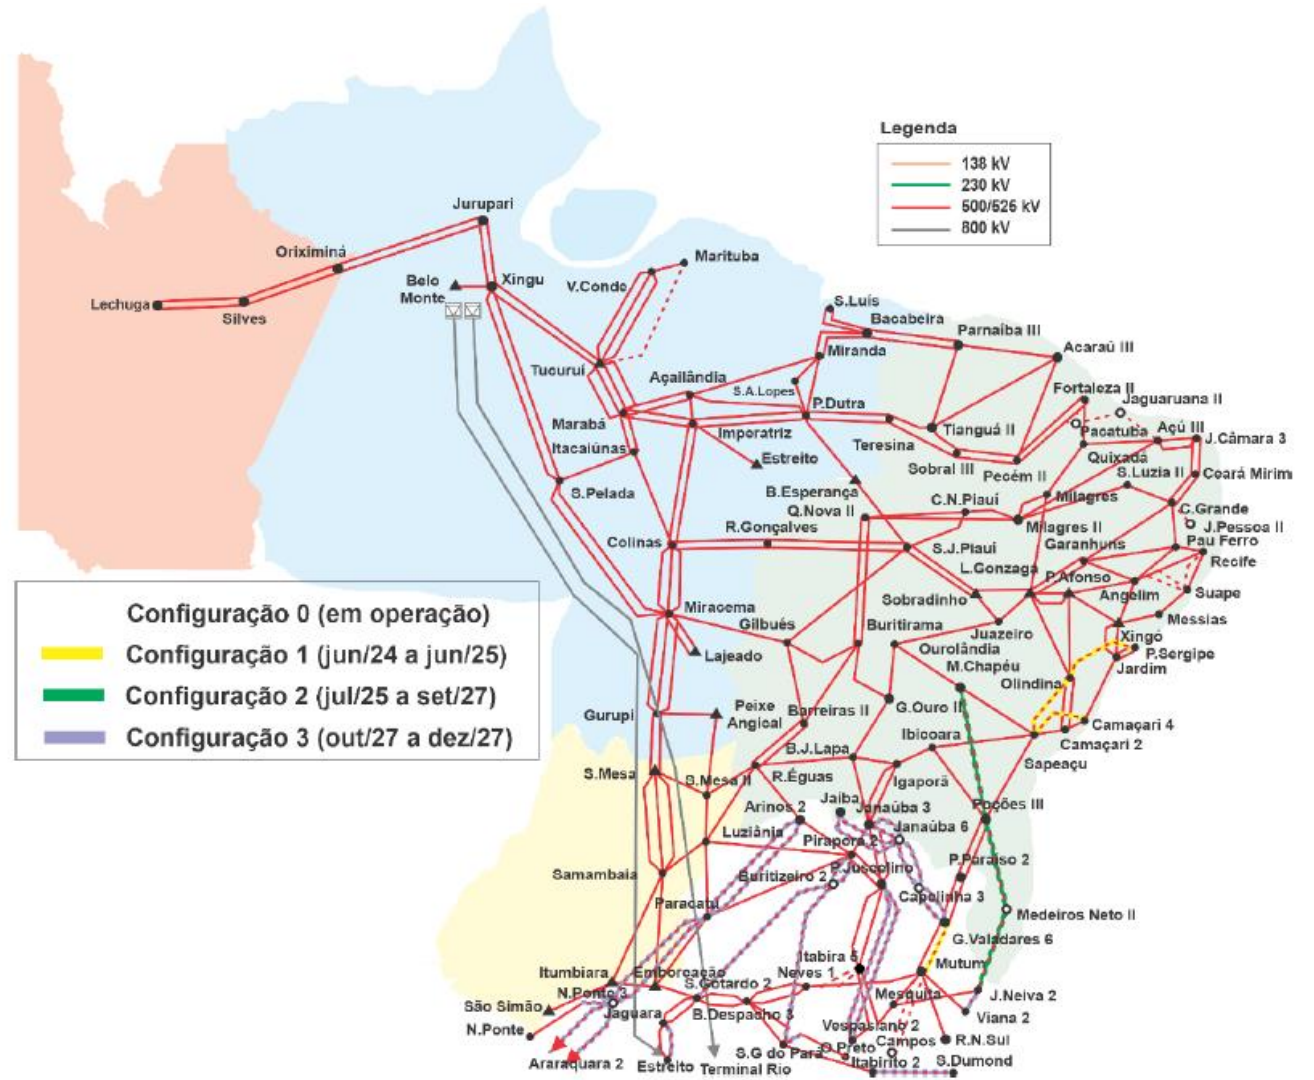 Legenda
138 kV
230 kV
500/525 kV
800 kV
Jurupari
Oriximiná
Lechuga
Silves
Belo
Monte
Xingu
V.Conde
Marituba
Tucuruí
S.Luís
Bacabeira
Parnaíba III
Acaraú III
Miranda
Açailândia
S.A.Lopes
P.Dutra
Fortaleza II
Jaguaruana II
Marabá
Imperatriz
Teresina
Tianguá II
Pacatuba
Açú III
J.Câmara 3
Itacaiúnas
Estreito
Sobral III
Pecém II
Quixadá
S.Luzia II
Ceará Mirim
S.Pelada
B.Esperança
C.N.Piauí
Milagres
Q.Nova II
C.Grande
R.Gonçalves
Milagres II
J.Pessoa II
Colinas
S.J.Piauí
Garanhuns
Pau Ferro
Recife
L.Gonzaga
P.Afonso
Angelim
Suape
Sobradinho
Miracema
Gilbués
Buritirama
Juazeiro
Messias
Xingó
Lajeado
Ourolândia
P.Sergipe
M.Chapéu
Jardim
Olindina
Configuração 0 (em operação)
Configuração 1 (jun/24 a jun/25)
Configuração 2 (jul/25 a set/27)
Configuração 3 (out/27 a dez/27)
Gurupi
Peixe
Angical
Barreiras II
G.Ouro II
Camaçari 4
Ibicoara
Camaçari 2
B.J.Lapa
Sapeaçu
S.Mesa
S.Mesa II
R.Éguas
Igaporã
Arinos 2
Jaíba
Janaúba 3
Poções III
Luziânia
Pirapora 2
Janaúba 6
Samambaia
Buritizeiro 2
P.Juscelino
P.Paraíso 2
Capelinha 3
Paracatu
Medeiros Neto II
G.Valadares 6
Itabira 5
Mutum
Itumbiara
Emborcação
Neves 1
N.Ponte 3
S.Gotardo 2
Mesquita
J.Neiva 2
São Simão
Jaguara
B.Despacho 3
Viana 2
N.Ponte
Vespasiano 2
O.Preto
Campos
R.N.Sul
Araraquara 2
Estreito
Terminal Rio
S.G do Pará
Itabirito 2
S.Dumond